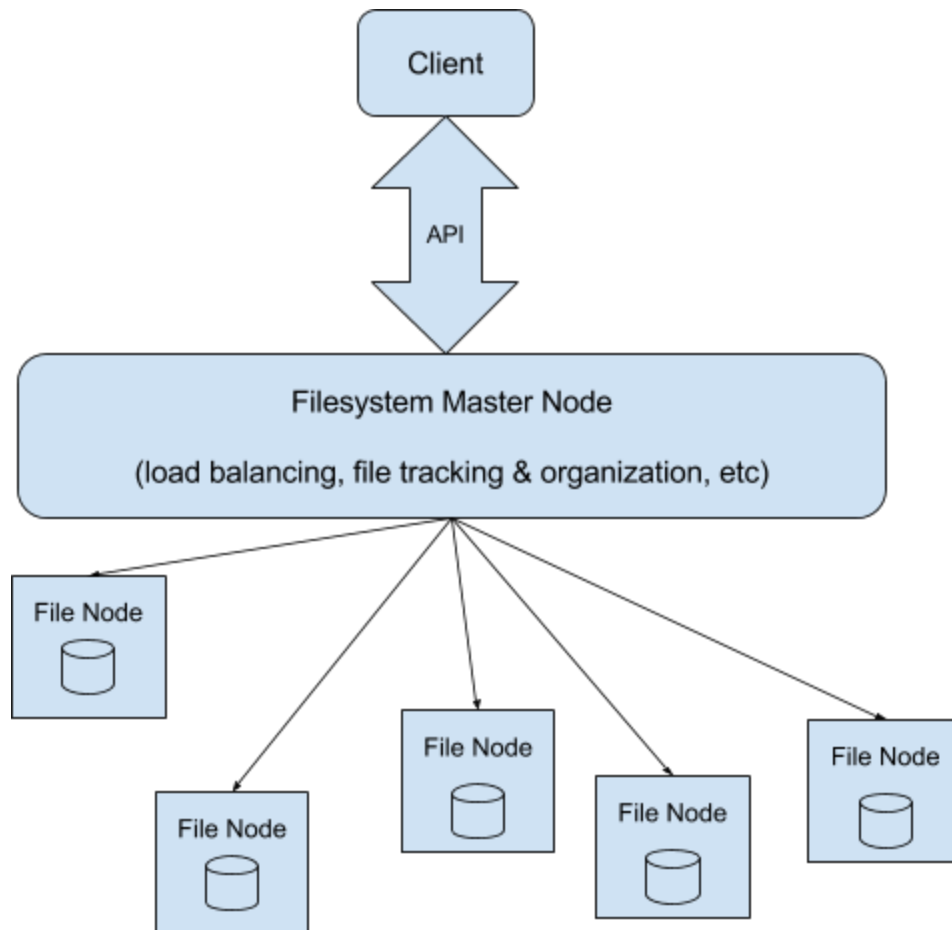 Client
API
Filesystem Master Node
(load balancing, file tracking & organization, etc)
File Node
File Node
File Node
File Node
File Node